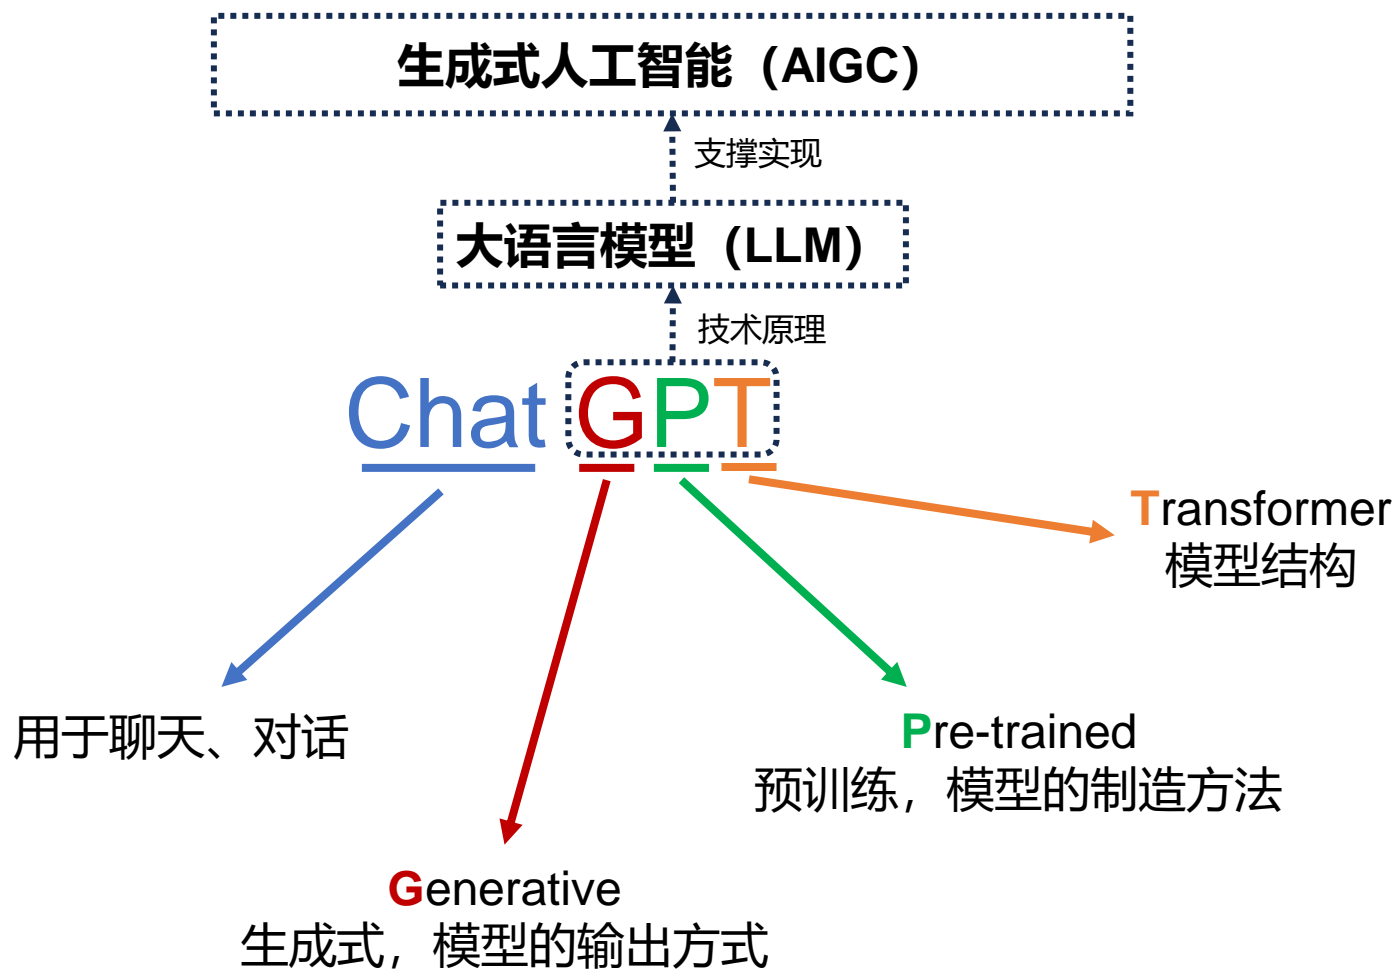 生成式人工智能（AIGC）
支撑实现
大语言模型（LLM）
技术原理
Chat GPT
Transformer
模型结构
用于聊天、对话
Pre-trained
预训练，模型的制造方法
Generative
生成式，模型的输出方式